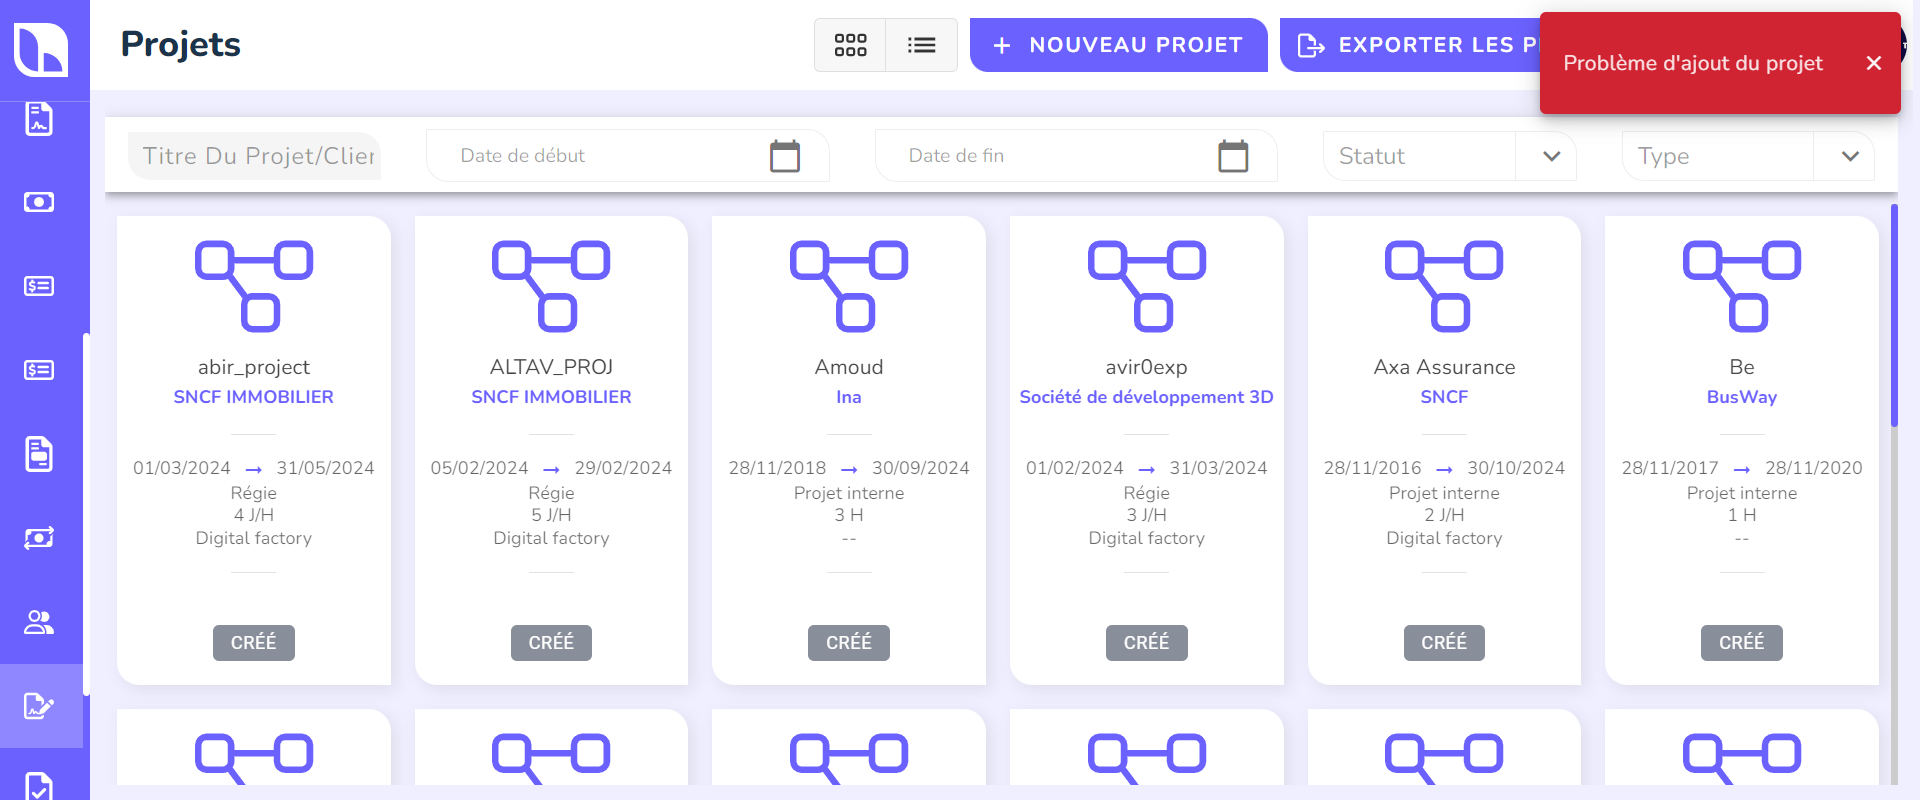 Projets
NOUVEAU PROJET
EXPORTER LES P
Problème d'ajout du projet
Titre Du Projet/Clien
Date de début
Date de fin
Statut
Type
abir_project
SNCF IMMOBILIER
01/03/2024 → 31/05/2024
Régie
4 J/H
Digital factory
CRÉÉ
ALTAV_PROJ
SNCF IMMOBILIER
05/02/2024 → 29/02/2024
Régie
5 J/H
Digital factory
CRÉÉ
Amoud
Ina
28/11/2018 → 30/09/2024
Projet interne
3 H
--
CRÉÉ
avir0exp
Société de développement 3D
01/02/2024 → 31/03/2024
Régie
3 J/H
Digital factory
CRÉÉ
Axa Assurance
SNCF
28/11/2016 → 30/10/2024
Projet interne
2 J/H
Digital factory
CRÉÉ
Be
BusWay
28/11/2017 → 28/11/2020
Projet interne
1 H
--
CRÉÉ